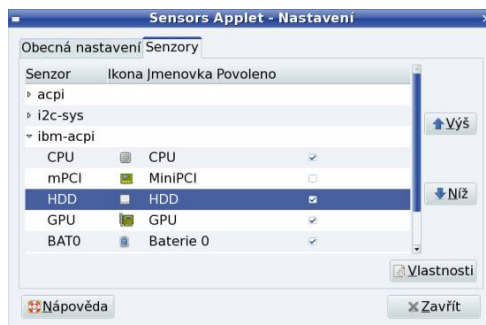 Sensors Applet - Nastavení
Obecná nastavení Senzory
Senzor Ikona Jmenovka Povoleno
acpi
i2c-sys
ibm-acpi
CPU CPU
mPCI MiniPCI
HDD HDD
GPU GPU
BAT0 Baterie 0
Výš
Níž
Vlastnosti
Nápověda Zavřít